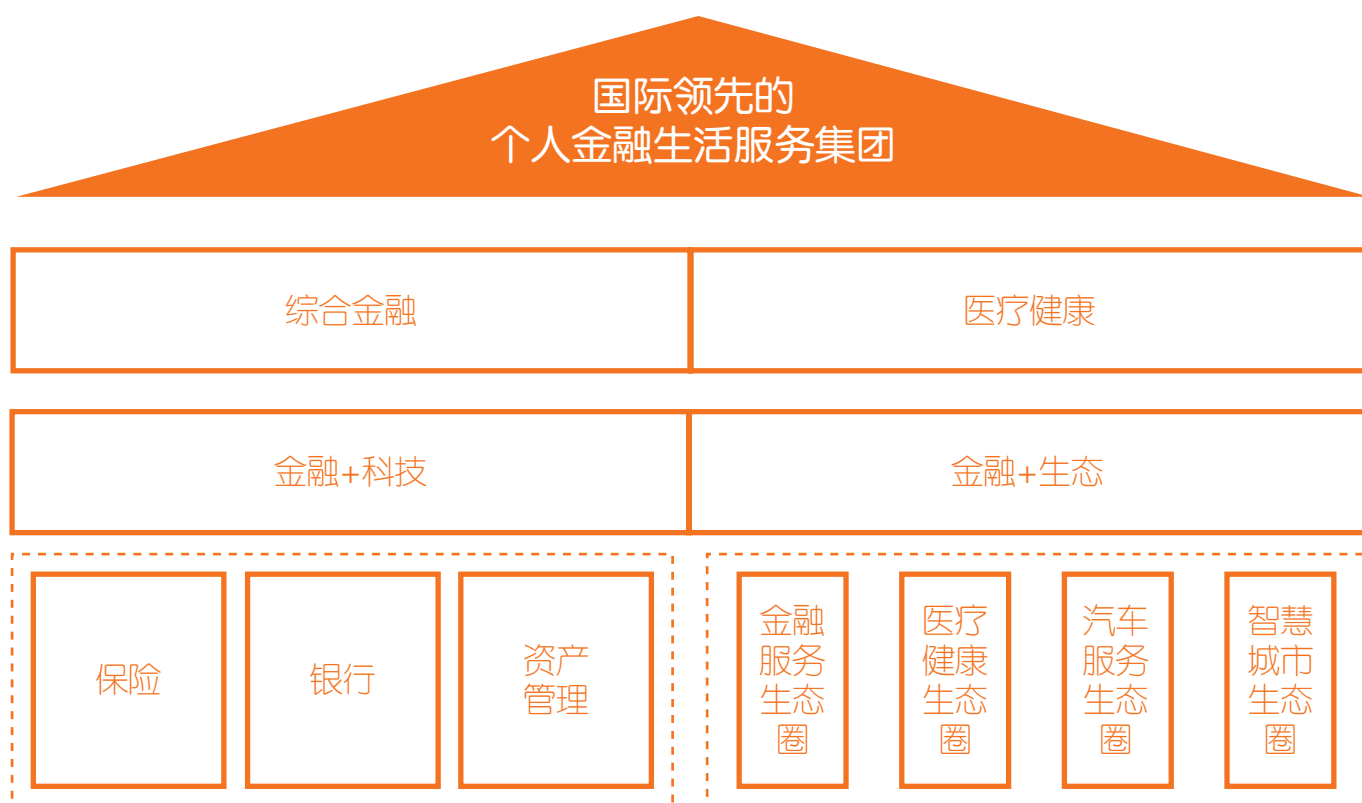 国际领先的
个人金融生活服务集团
综合金融
医疗健康
金融+科技
金融+生态
保险
银行
资产
管理
金融
服务
生态
圈
医疗
健康
生态
圈
汽车
服务
生态
圈
智慧
城市
生态
圈